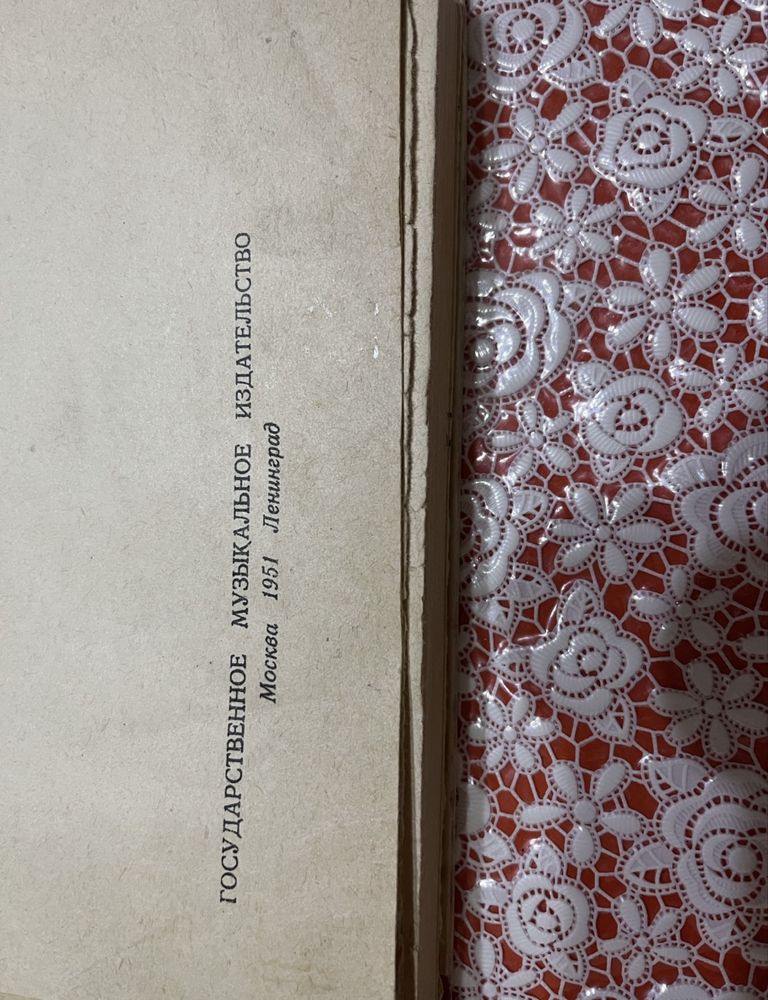 ГОСУДАРСТВЕННОЕ МУЗЫКАЛЬНОЕ ИЗДАТЕЛЬСТВО
Москва 1951 Ленинград